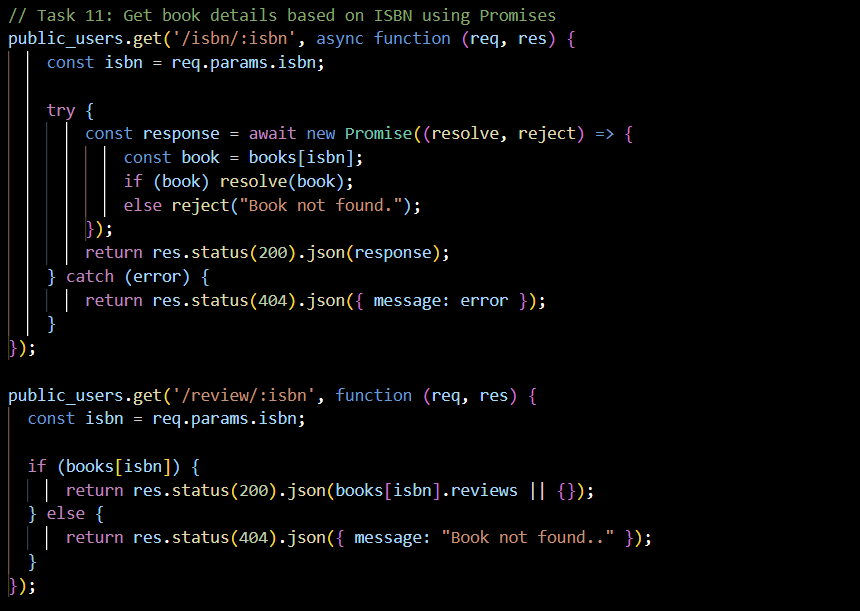 // Task 11: Get book details based on ISBN using Promises
public_users.get('/isbn/:isbn', async function (req, res) {
    const isbn = req.params.isbn;

    try {
        const response = await new Promise((resolve, reject) => {
            const book = books[isbn];
            if (book) resolve(book);
            else reject("Book not found.");
        });
        return res.status(200).json(response);
    } catch (error) {
        return res.status(404).json({ message: error });
    }
});

public_users.get('/review/:isbn', function (req, res) {
  const isbn = req.params.isbn;

  if (books[isbn]) {
      return res.status(200).json(books[isbn].reviews || {});
  } else {
      return res.status(404).json({ message: "Book not found.." });
  }
});